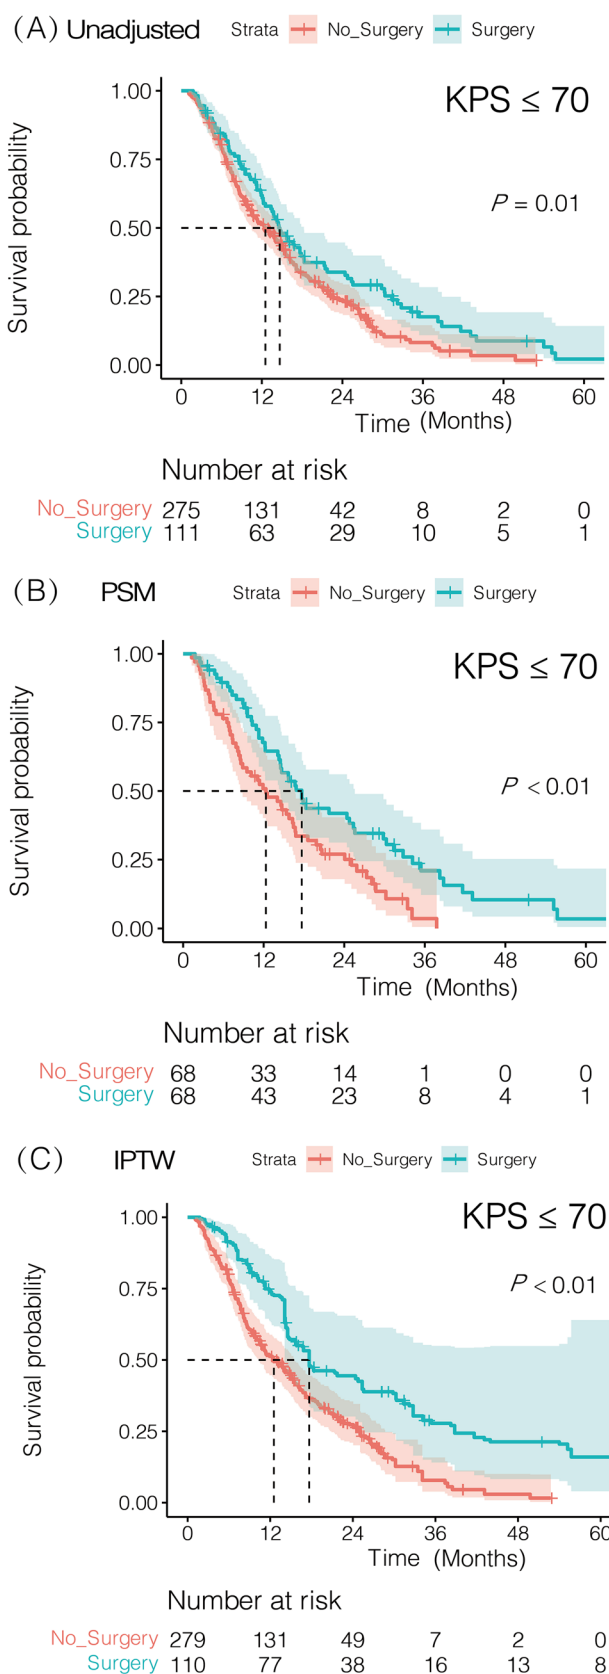 (A) Unadjusted Strata No_Surgery Surgery
KPS ≤ 70
P = 0.01
Survival probability
1.00
0.75
0.50
0.25
0.00
0 12 24 36 48 60
Time (Months)
Number at risk
No_Surgery 275 131 42 8 2 0
Surgery 111 63 29 10 5 1
(B) PSM Strata No_Surgery Surgery
KPS ≤ 70
P < 0.01
Survival probability
1.00
0.75
0.50
0.25
0.00
0 12 24 36 48 60
Time (Months)
Number at risk
No_Surgery 68 33 14 1 0 0
Surgery 68 43 23 8 4 1
(C) IPTW Strata No_Surgery Surgery
KPS ≤ 70
P < 0.01
Survival probability
1.00
0.75
0.50
0.25
0.00
0 12 24 36 48 60
Time (Months)
Number at risk
No_Surgery 279 131 49 7 2 0
Surgery 110 77 38 16 13 8